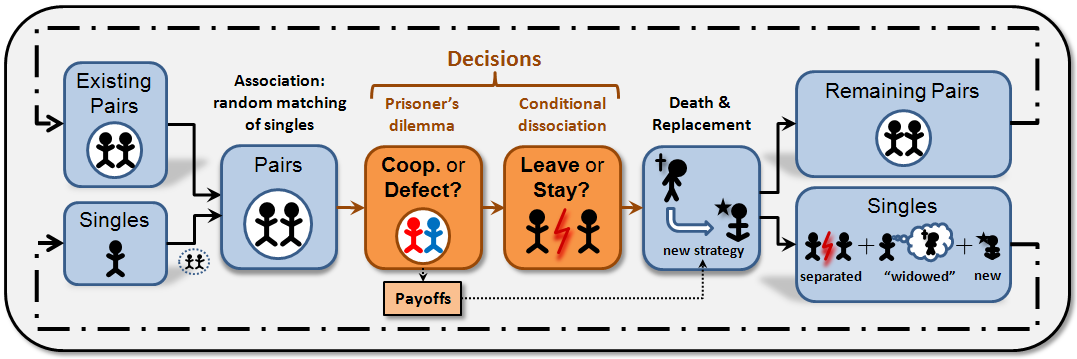 Decisions
Existing
Pairs
Singles
Association:
random matching
of singles
Pairs
Prisoner's
dilemma
Coop. or
Defect?
Payoffs
Conditional
dissociation
Leave or
Stay?
Death &
Replacement
new strategy
Remaining Pairs
Singles
separated + "widowed" + new